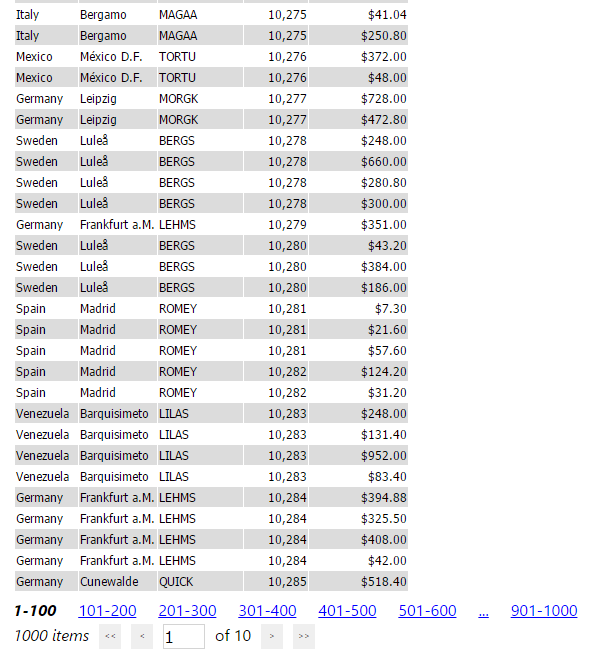 Italy Bergamo MAGAA 10,275 $41.04
Italy Bergamo MAGAA 10,275 $250.80
Mexico México D.F. TORTU 10,276 $372.00
Mexico México D.F. TORTU 10,276 $48.00
Germany Leipzig MORGK 10,277 $728.00
Germany Leipzig MORGK 10,277 $472.80
Sweden Luleå BERGS 10,278 $248.00
Sweden Luleå BERGS 10,278 $660.00
Sweden Luleå BERGS 10,278 $280.80
Sweden Luleå BERGS 10,278 $300.00
Germany Frankfurt a.M. LEHMS 10,279 $351.00
Sweden Luleå BERGS 10,280 $43.20
Sweden Luleå BERGS 10,280 $384.00
Sweden Luleå BERGS 10,280 $186.00
Spain Madrid ROMEY 10,281 $7.30
Spain Madrid ROMEY 10,281 $21.60
Spain Madrid ROMEY 10,281 $57.60
Spain Madrid ROMEY 10,282 $124.20
Spain Madrid ROMEY 10,282 $31.20
Venezuela Barquisimeto LILAS 10,283 $248.00
Venezuela Barquisimeto LILAS 10,283 $131.40
Venezuela Barquisimeto LILAS 10,283 $952.00
Venezuela Barquisimeto LILAS 10,283 $83.40
Germany Frankfurt a.M. LEHMS 10,284 $394.88
Germany Frankfurt a.M. LEHMS 10,284 $325.50
Germany Frankfurt a.M. LEHMS 10,284 $408.00
Germany Frankfurt a.M. LEHMS 10,284 $42.00
Germany Cunewalde QUICK 10,285 $518.40
1-100 101-200 201-300 301-400 401-500 501-600 ... 901-1000
1000 items << < 1 of 10 > >>